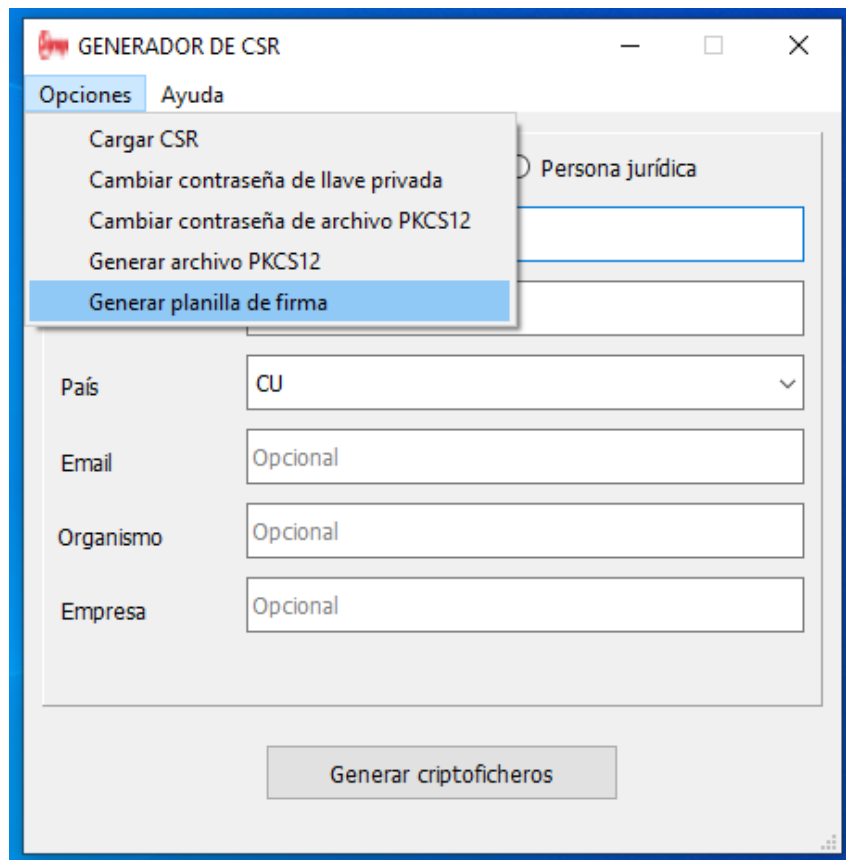 GENERADOR DE CSR
Opciones Ayuda
Cargar CSR
Cambiar contraseña de llave privada
Cambiar contraseña de archivo PKCS12
Generar archivo PKCS12
Generar planilla de firma
Persona jurídica
País CU
Email Opcional
Organismo Opcional
Empresa Opcional
Generar criptoficheros